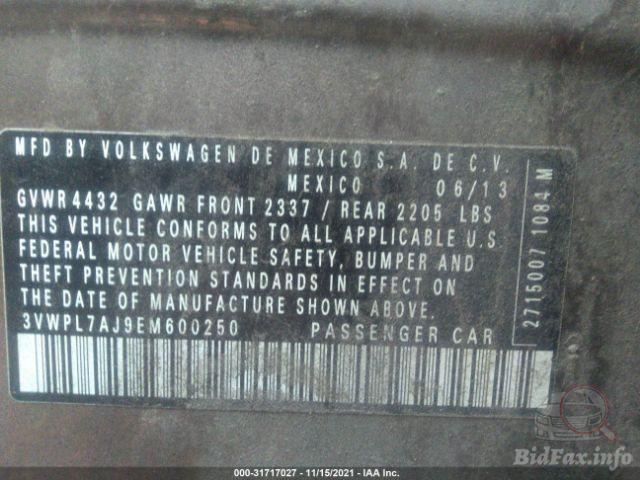 MFD BY VOLKSWAGEN DE MEXICO S.A. DE C.V.
MEXICO 06/13
GVWR 4432 GAWR FRONT 2337 / REAR 2205 LBS
THIS VEHICLE CONFORMS TO ALL APPLICABLE U.S
FEDERAL MOTOR VEHICLE SAFETY, BUMPER AND
THEFT PREVENTION STANDARDS IN EFFECT ON
THE DATE OF MANUFACTURE SHOWN ABOVE.
3VWPL7AJ9EM600250 PASSENGER CAR
2715007 1084 M
BidFax.info
000-31717027 - 11/15/2021 - IAA Inc.